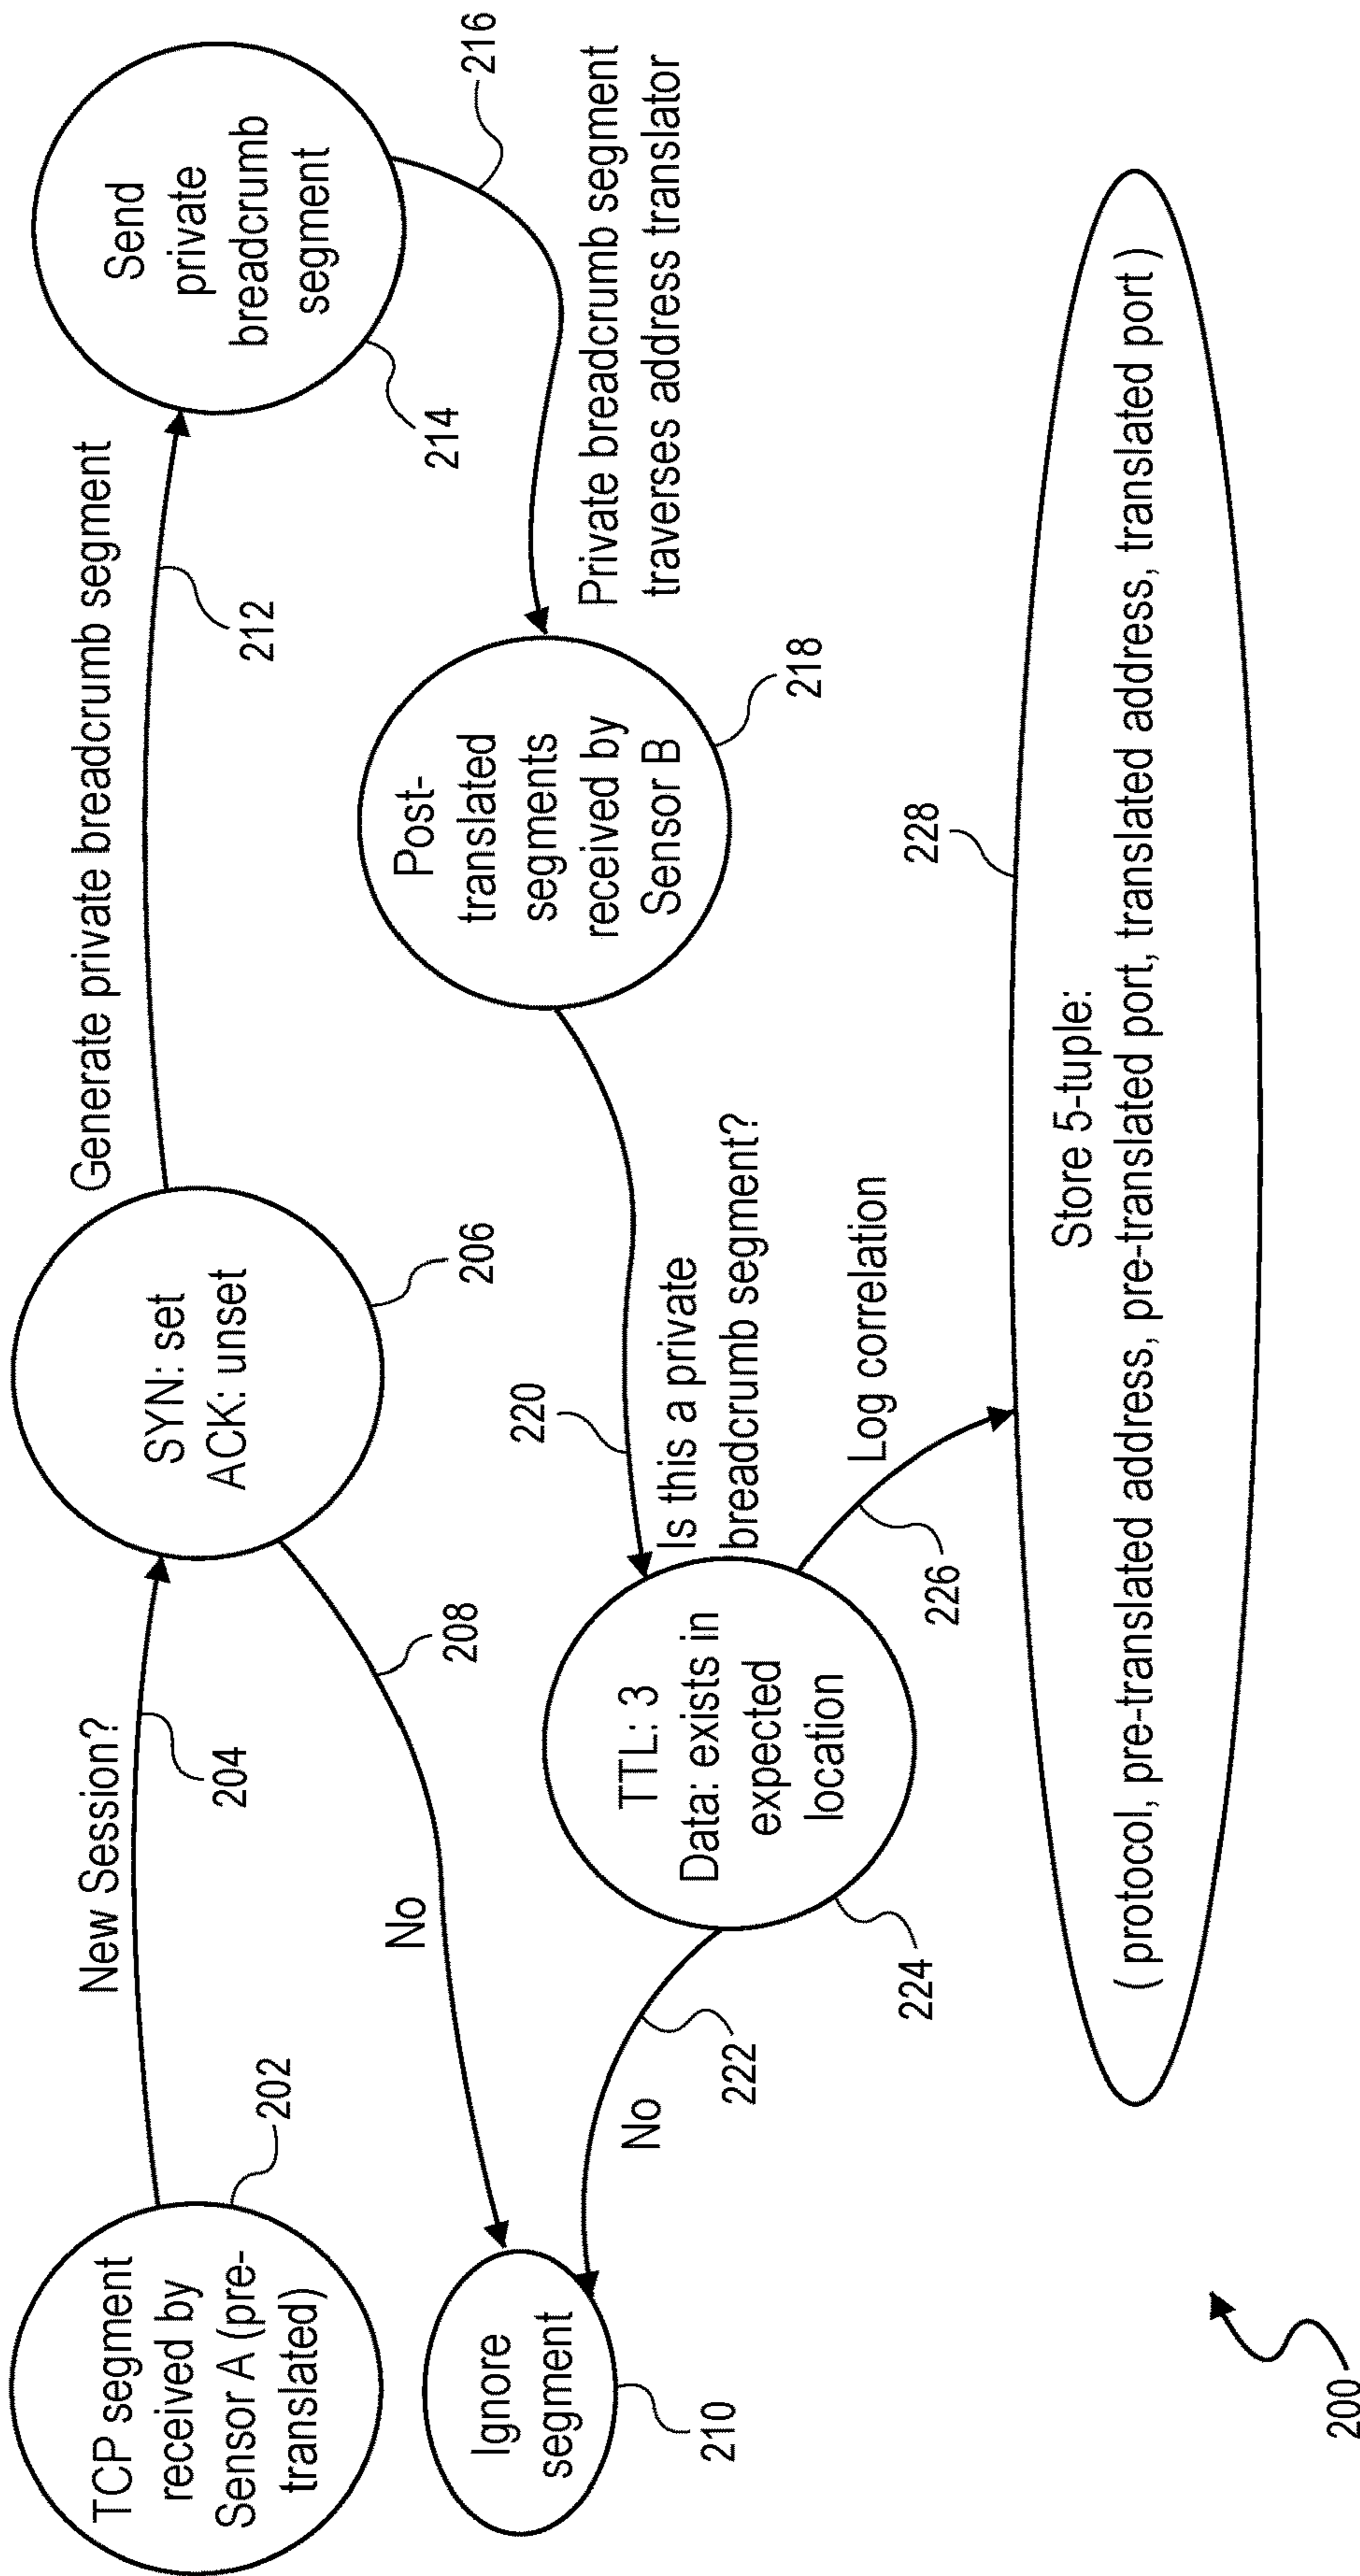 TCP segment
received by
Sensor A (pre-
translated)
202
New Session?
204
SYN: set
ACK: unset
206
No
208
Ignore
segment
210
Generate private breadcrumb segment
212
Send
private
breadcrumb
segment
214
216
Private breadcrumb segment
traverses address translator
Post-
translated
segments
received by
Sensor B
218
220
Is this a private
breadcrumb segment?
TTL: 3
Data: exists in
expected
location
224
No
222
Log correlation
226
228
Store 5-tuple:
( protocol, pre-translated address, pre-translated port, translated address, translated port )
200